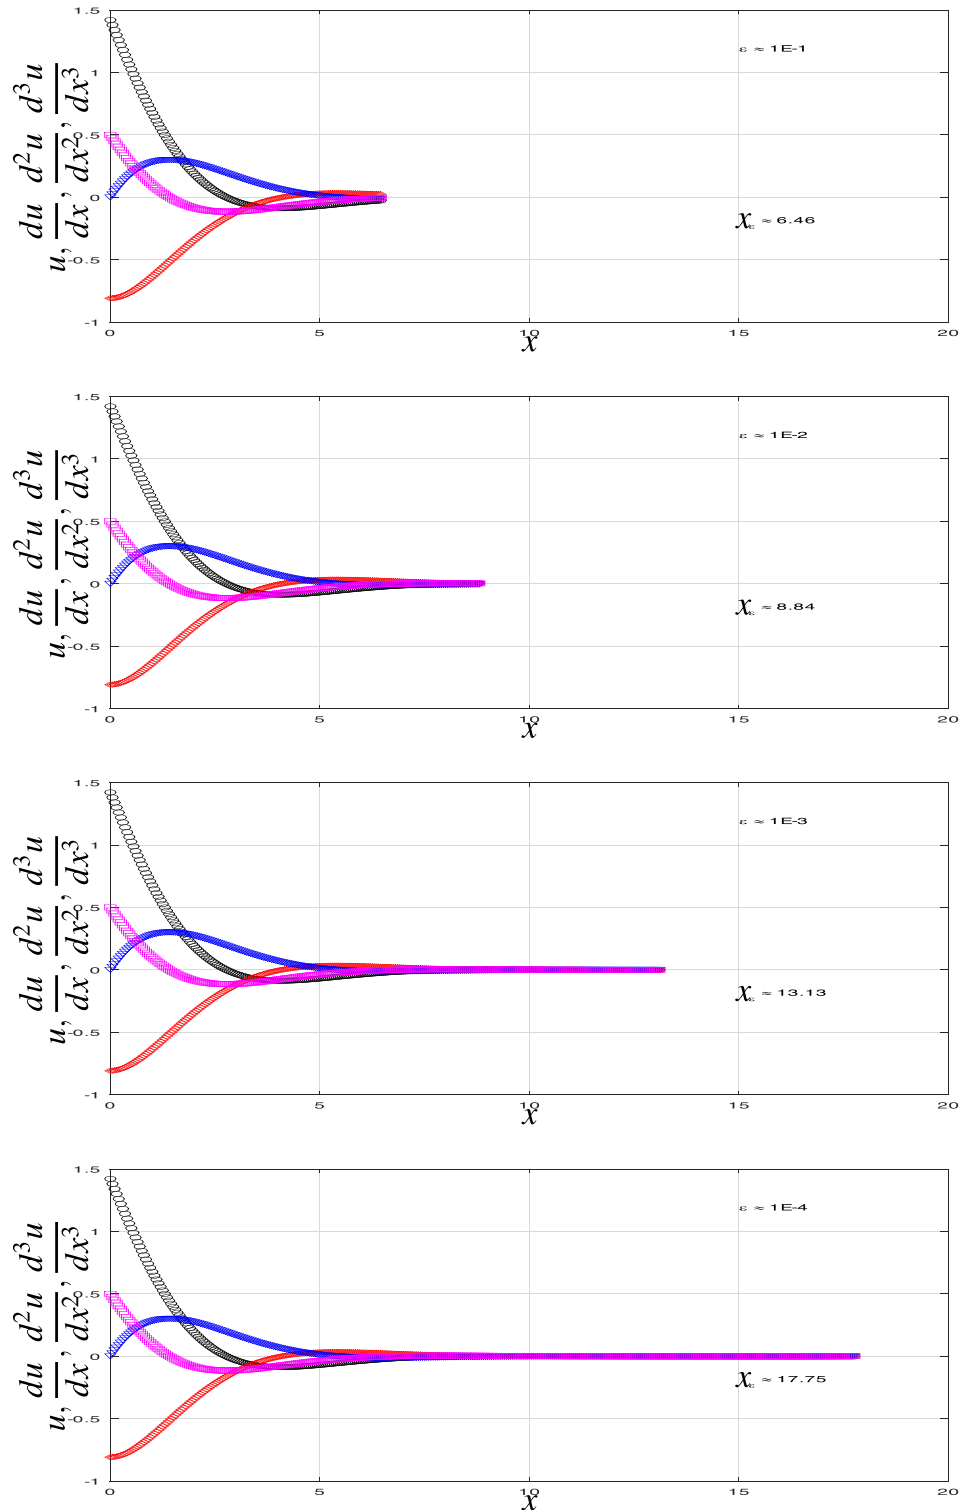 1.5
1
0.5
0
-0.5
-1
0 5 10 15 20
u, du/dx, d²u/dx², d³u/dx³
x
ε ≈ 1E-1
xε ≈ 6.46
1.5
1
0.5
0
-0.5
-1
0 5 10 15 20
u, du/dx, d²u/dx², d³u/dx³
x
ε ≈ 1E-2
xε ≈ 8.84
1.5
1
0.5
0
-0.5
-1
0 5 10 15 20
u, du/dx, d²u/dx², d³u/dx³
x
ε ≈ 1E-3
xε ≈ 13.13
1.5
1
0.5
0
-0.5
-1
0 5 10 15 20
u, du/dx, d²u/dx², d³u/dx³
x
ε ≈ 1E-4
xε ≈ 17.75